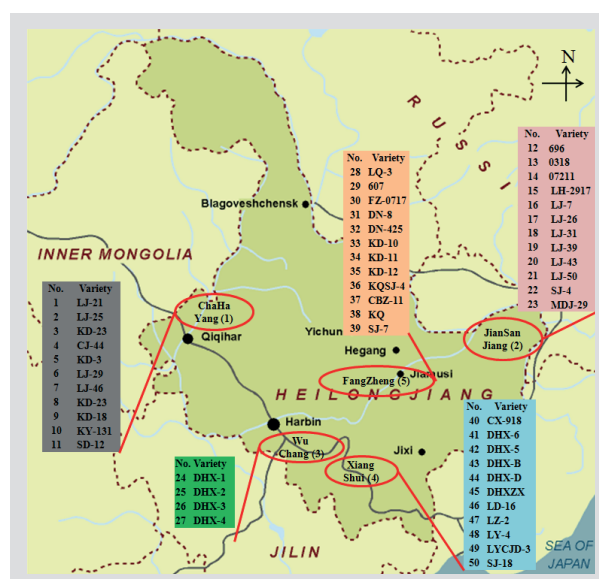 N
RUSSI
Blagoveshchensk
INNER MONGOLIA
No. Variety
1 LJ-21
2 LJ-25
3 KD-23
4 CJ-44
5 KD-3
6 LJ-29
7 LJ-46
8 KD-23
9 KD-18
10 KY-131
11 SD-12
ChaHa
Yang (1)
Qiqihar
Yichun
No. Variety
28 LQ-3
29 607
30 FZ-0717
31 DN-8
32 DN-425
33 KD-10
34 KD-11
35 KD-12
36 KQSJ-4
37 CBZ-11
38 KQ
39 SJ-7
No. Variety
12 696
13 0318
14 07211
15 LH-2917
16 LJ-7
17 LJ-26
18 LJ-31
19 LJ-39
20 LJ-43
21 LJ-50
22 SJ-4
23 MDJ-29
JianSan
Jiang (2)
Hegang
Jiamusi
FangZheng (5)
HEILONGJIANG
Harbin
Wu
Chang (3)
Xiang
Shui (4)
Jixi
No. Variety
24 DHX-1
25 DHX-2
26 DHX-3
27 DHX-4
No. Variety
40 CX-918
41 DHX-6
42 DHX-5
43 DHX-B
44 DHX-D
45 DHXZX
46 LD-16
47 LZ-2
48 LY-4
49 LYCJD-3
50 SJ-18
JILIN
SEA OF
JAPAN